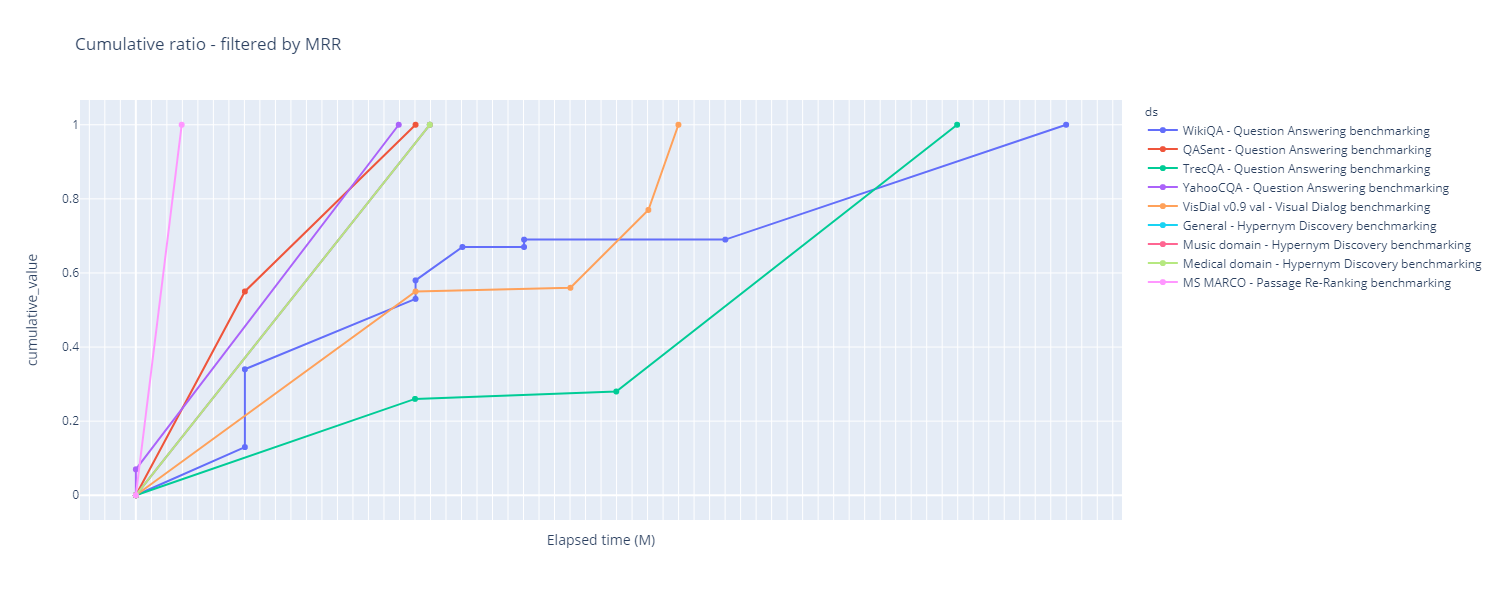 Cumulative ratio - filtered by MRR
cumulative_value
1
0.8
0.6
0.4
0.2
0
Elapsed time (M)
ds
WikiQA - Question Answering benchmarking
QASent - Question Answering benchmarking
TrecQA - Question Answering benchmarking
YahooCQA - Question Answering benchmarking
VisDial v0.9 val - Visual Dialog benchmarking
General - Hypernym Discovery benchmarking
Music domain - Hypernym Discovery benchmarking
Medical domain - Hypernym Discovery benchmarking
MS MARCO - Passage Re-Ranking benchmarking